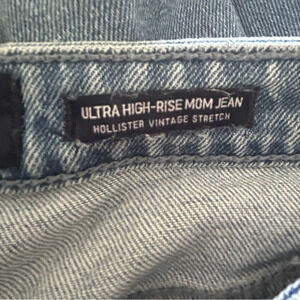 ULTRA HIGH-RISE MOM JEAN
HOLLISTER VINTAGE STRETCH